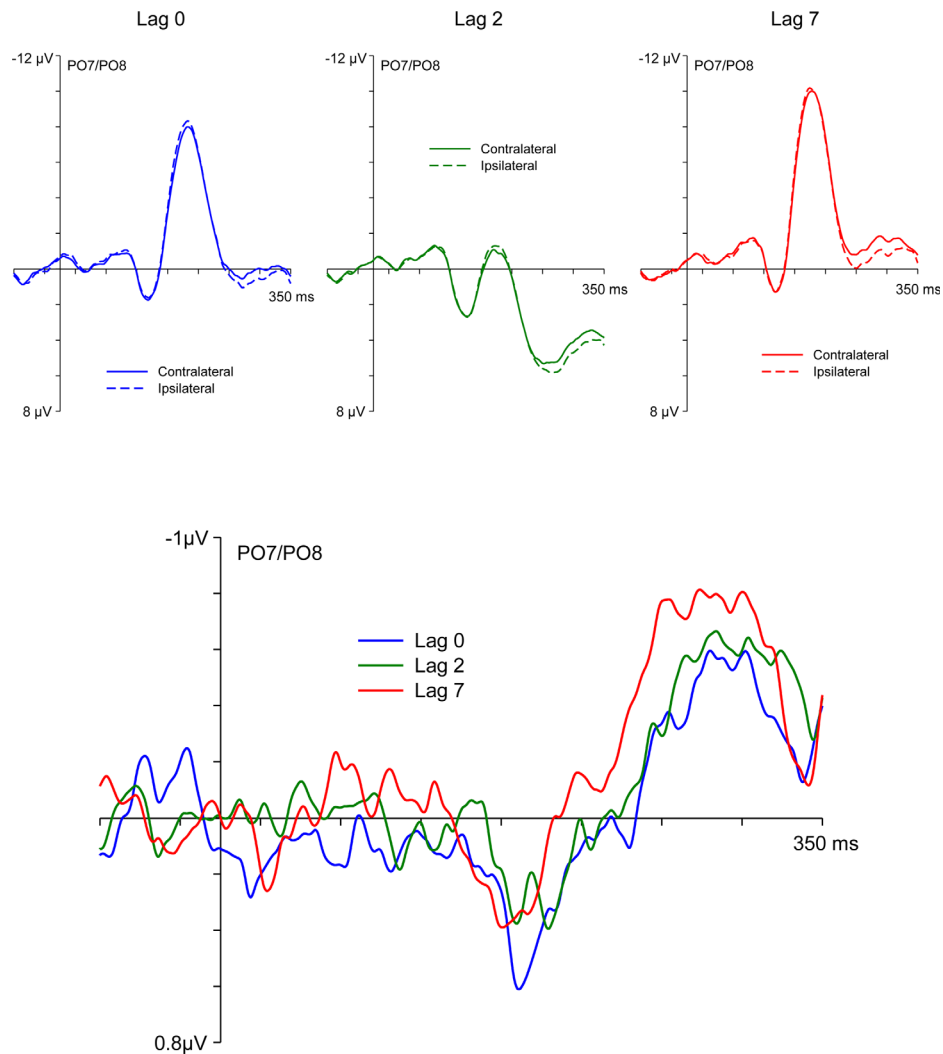 Lag 0
Lag 2
Lag 7
-12 µV
PO7/PO8
350 ms
Contralateral
Ipsilateral
8 µV
-12 µV
PO7/PO8
Contralateral
Ipsilateral
350 ms
8 µV
-12 µV
PO7/PO8
350 ms
Contralateral
Ipsilateral
8 µV
-1µV
PO7/PO8
Lag 0
Lag 2
Lag 7
350 ms
0.8µV